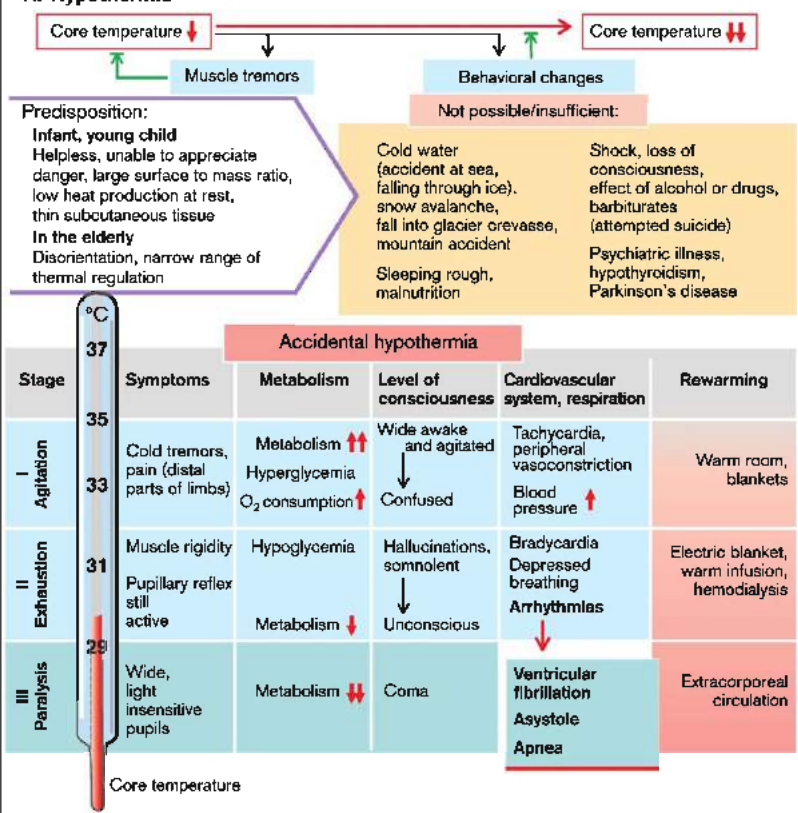 Core temperature
Core temperature
Muscle tremors
Behavioral changes
Predisposition:
Infant, young child
Helpless, unable to appreciate
danger, large surface to mass ratio,
low heat production at rest,
thin subcutaneous tissue
In the elderly
Disorientation, narrow range of
thermal regulation
Not possible/insufficient:
Cold water
(accident at sea,
falling through ice),
snow avalanche,
fall into glacier crevasse,
mountain accident
Sleeping rough,
malnutrition
Shock, loss of
consciousness,
effect of alcohol or drugs,
barbiturates
(attempted suicide)
Psychiatric illness,
hypothyroidism,
Parkinson's disease
°C
37
35
33
31
29
Accidental hypothermia
Stage
Symptoms
Metabolism
Level of
consciousness
Cardiovascular
system, respiration
Rewarming
I
Agitation
Cold tremors,
pain (distal
parts of limbs)
Metabolism
Hyperglycemia
O₂ consumption
Wide awake
and agitated
Confused
Tachycardia,
peripheral
vasoconstriction
Blood
pressure
Warm room,
blankets
II
Exhaustion
Muscle rigidity
Pupillary reflex
still
active
Hypoglycemia
Metabolism
Hallucinations,
somnolent
Unconscious
Bradycardia
Depressed
breathing
Arrhythmias
Electric blanket,
warm infusion,
hemodialysis
III
Paralysis
Wide,
light
insensitive
pupils
Metabolism
Coma
Ventricular
fibrillation
Asystole
Apnea
Extracorporeal
circulation
Core temperature